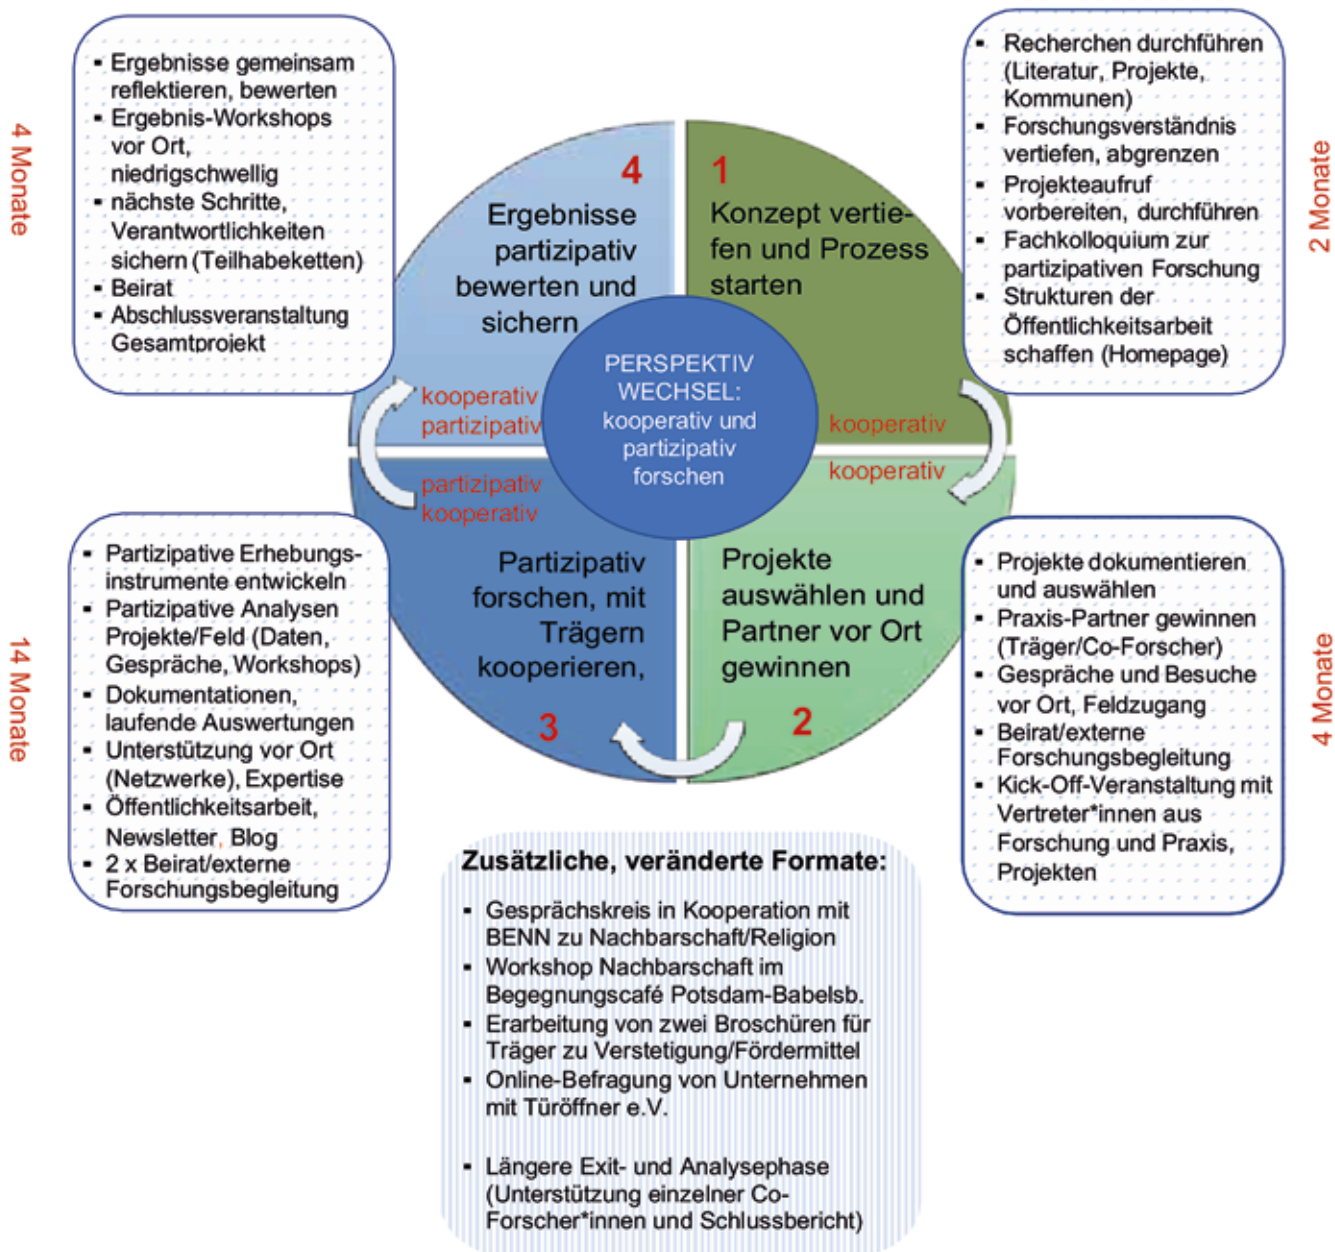 4 Monate
▪ Ergebnisse gemeinsam
reflektieren, bewerten
▪ Ergebnis-Workshops
vor Ort,
niedrigschwellig
▪ nächste Schritte,
Verantwortlichkeiten
sichern (Teilhabeketten)
▪ Beirat
▪ Abschlussveranstaltung
Gesamtprojekt
4
Ergebnisse
partizipativ
bewerten und
sichern
kooperativ
partizipativ
1
Konzept vertie-
fen und Prozess
starten
kooperativ
▪ Recherchen durchführen
(Literatur, Projekte,
Kommunen)
▪ Forschungsverständnis
vertiefen, abgrenzen
▪ Projekteaufruf
vorbereiten, durchführen
▪ Fachkolloquium zur
partizipativen Forschung
▪ Strukturen der
Öffentlichkeitsarbeit
schaffen (Homepage)
2 Monate
PERSPEKTIV
WECHSEL:
kooperativ und
partizipativ
forschen
14 Monate
▪ Partizipative Erhebungs-
instrumente entwickeln
▪ Partizipative Analysen
Projekte/Feld (Daten,
Gespräche, Workshops)
▪ Dokumentationen,
laufende Auswertungen
▪ Unterstützung vor Ort
(Netzwerke), Expertise
▪ Öffentlichkeitsarbeit,
Newsletter, Blog
▪ 2 x Beirat/externe
Forschungsbegleitung
partizipativ
kooperativ
Partizipativ
forschen, mit
Trägern
kooperieren,
3
kooperativ
Projekte
auswählen und
Partner vor Ort
gewinnen
2
▪ Projekte dokumentieren
und auswählen
▪ Praxis-Partner gewinnen
(Träger/Co-Forscher)
▪ Gespräche und Besuche
vor Ort, Feldzugang
▪ Beirat/externe
Forschungsbegleitung
▪ Kick-Off-Veranstaltung mit
Vertreter*innen aus
Forschung und Praxis,
Projekten
4 Monate
Zusätzliche, veränderte Formate:
▪ Gesprächskreis in Kooperation mit
BENN zu Nachbarschaft/Religion
▪ Workshop Nachbarschaft im
Begegnungscafé Potsdam-Babelsb.
▪ Erarbeitung von zwei Broschüren für
Träger zu Verstetigung/Fördermittel
▪ Online-Befragung von Unternehmen
mit Türöffner e.V.
▪ Längere Exit- und Analysephase
(Unterstützung einzelner Co-
Forscher*innen und Schlussbericht)